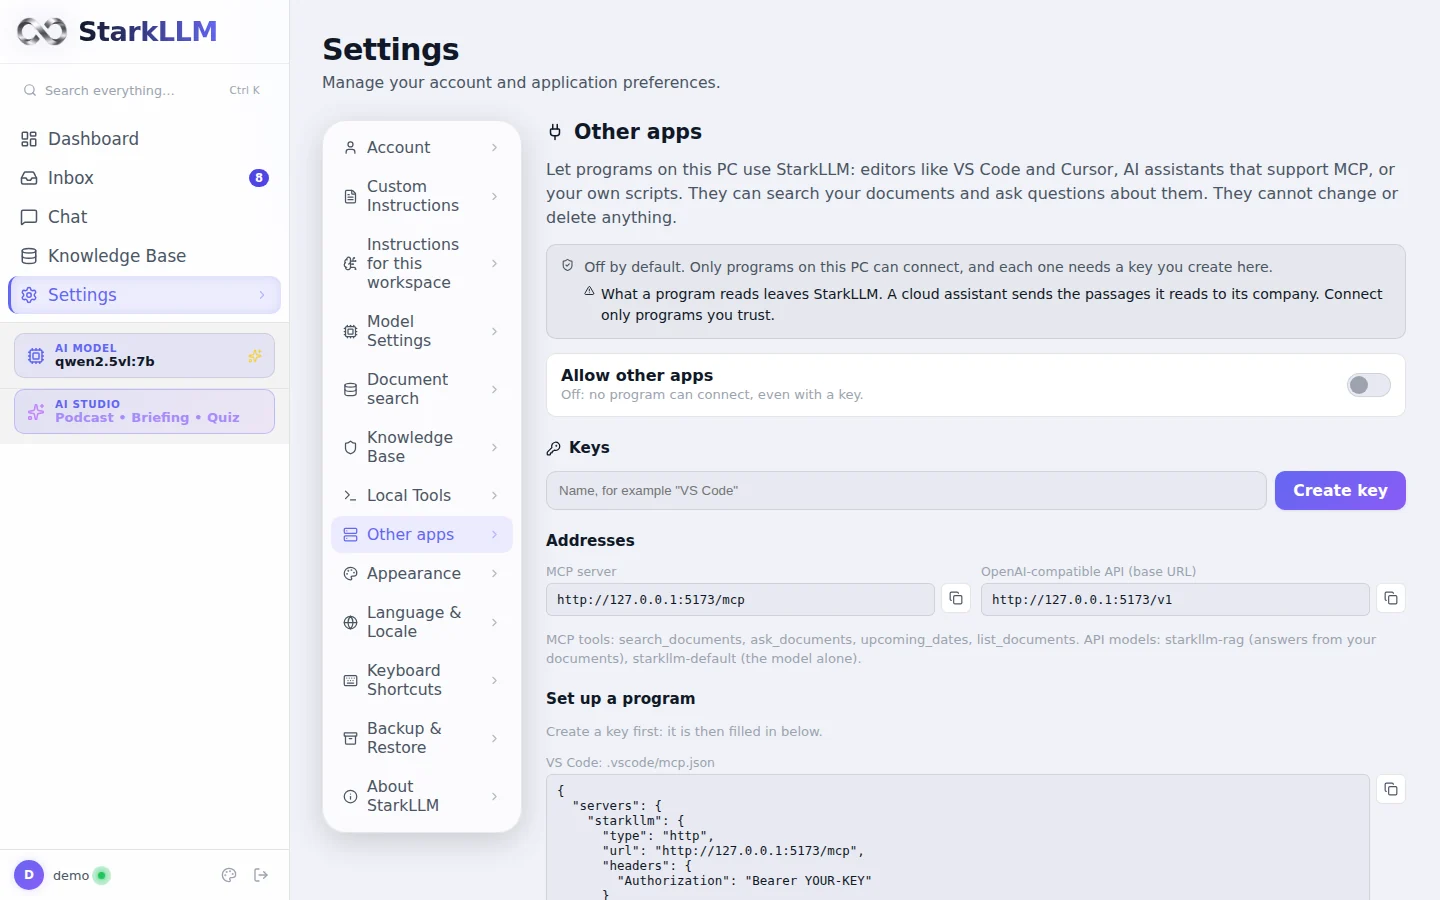 StarkLLM
Search everything...
Ctrl K
Dashboard
Inbox
8
Chat
Knowledge Base
Settings
AI MODEL
qwen2.5vl:7b
AI STUDIO
Podcast • Briefing • Quiz
D
demo
Settings
Manage your account and application preferences.
Account
Custom
Instructions
Instructions
for this
workspace
Model
Settings
Document
search
Knowledge
Base
Local Tools
Other apps
Appearance
Language &
Locale
Keyboard
Shortcuts
Backup &
Restore
About
StarkLLM
Other apps
Let programs on this PC use StarkLLM: editors like VS Code and Cursor, AI assistants that support MCP, or
your own scripts. They can search your documents and ask questions about them. They cannot change or
delete anything.
Off by default. Only programs on this PC can connect, and each one needs a key you create here.
What a program reads leaves StarkLLM. A cloud assistant sends the passages it reads to its company. Connect
only programs you trust.
Allow other apps
Off: no program can connect, even with a key.
Keys
Name, for example "VS Code"
Create key
Addresses
MCP server
http://127.0.0.1:5173/mcp
OpenAI-compatible API (base URL)
http://127.0.0.1:5173/v1
MCP tools: search_documents, ask_documents, upcoming_dates, list_documents. API models: starkllm-rag (answers from your
documents), starkllm-default (the model alone).
Set up a program
Create a key first: it is then filled in below.
VS Code: .vscode/mcp.json
{
  "servers": {
    "starkllm": {
      "type": "http",
      "url": "http://127.0.0.1:5173/mcp",
      "headers": {
        "Authorization": "Bearer YOUR-KEY"
      }